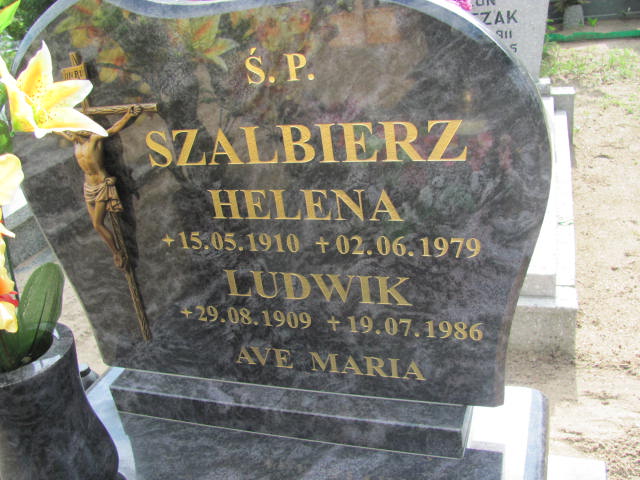 Ś.P.
SZALBIERZ
HELENA
+15.05.1910 +02.06.1979
LUDWIK
+29.08.1909 +19.07.1986
AVE MARIA